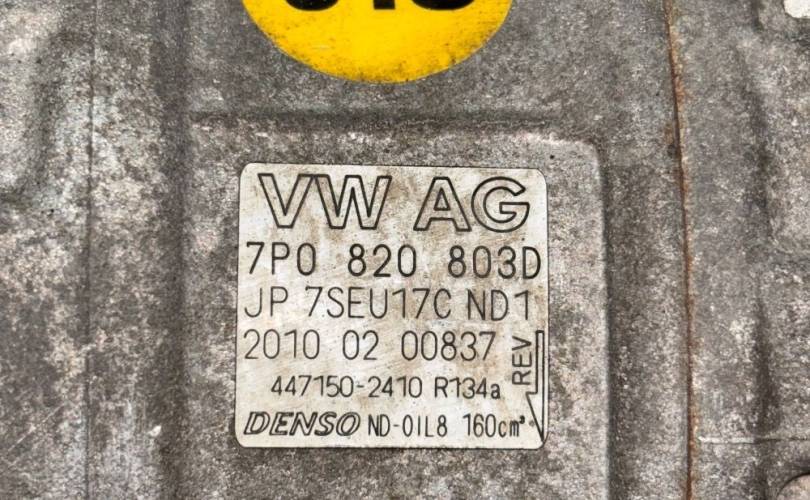 VW AG
7P0 820 803D
JP 7SEU17C ND1
2010 02 00837
REV
447150-2410 R134a
DENSO ND-OIL8 160cm³